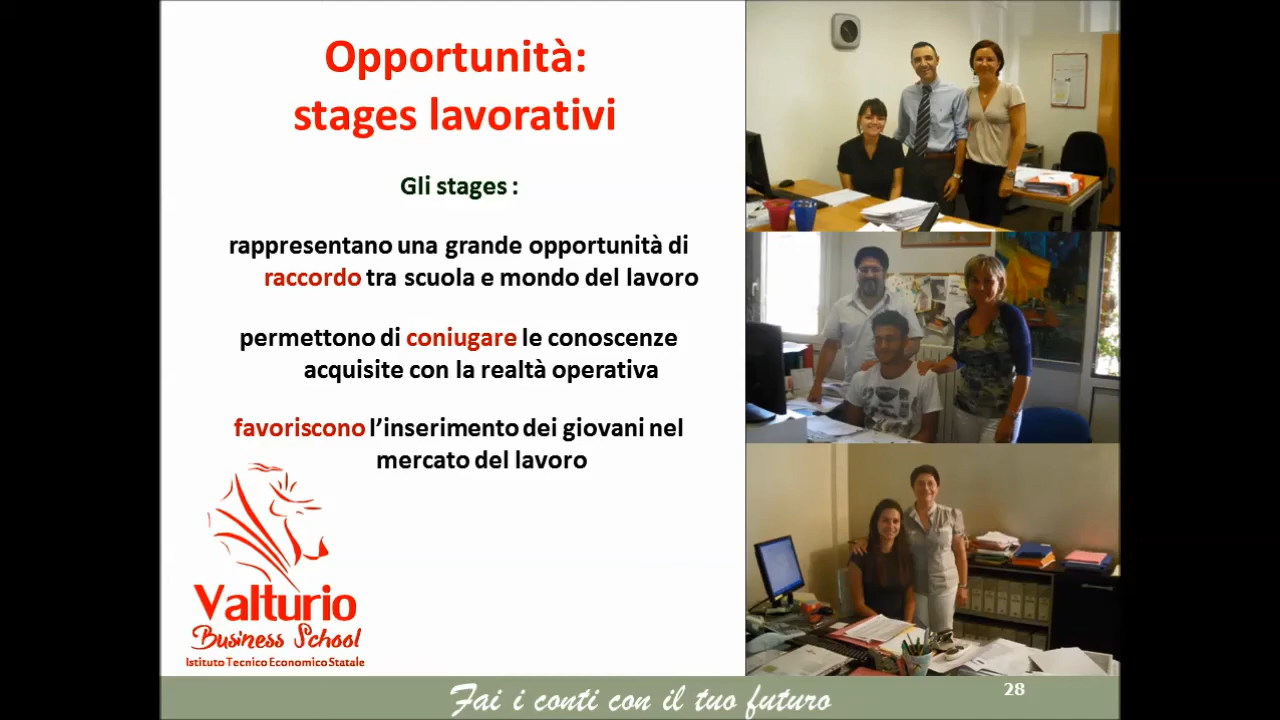 Opportunità:
stages lavorativi
Gli stages :
rappresentano una grande opportunità di
raccordo tra scuola e mondo del lavoro
permettono di coniugare le conoscenze
acquisite con la realtà operativa
favoriscono l’inserimento dei giovani nel
mercato del lavoro
Valturio
Business School
Istituto Tecnico Economico Statale
Fai i conti con il tuo futuro
28